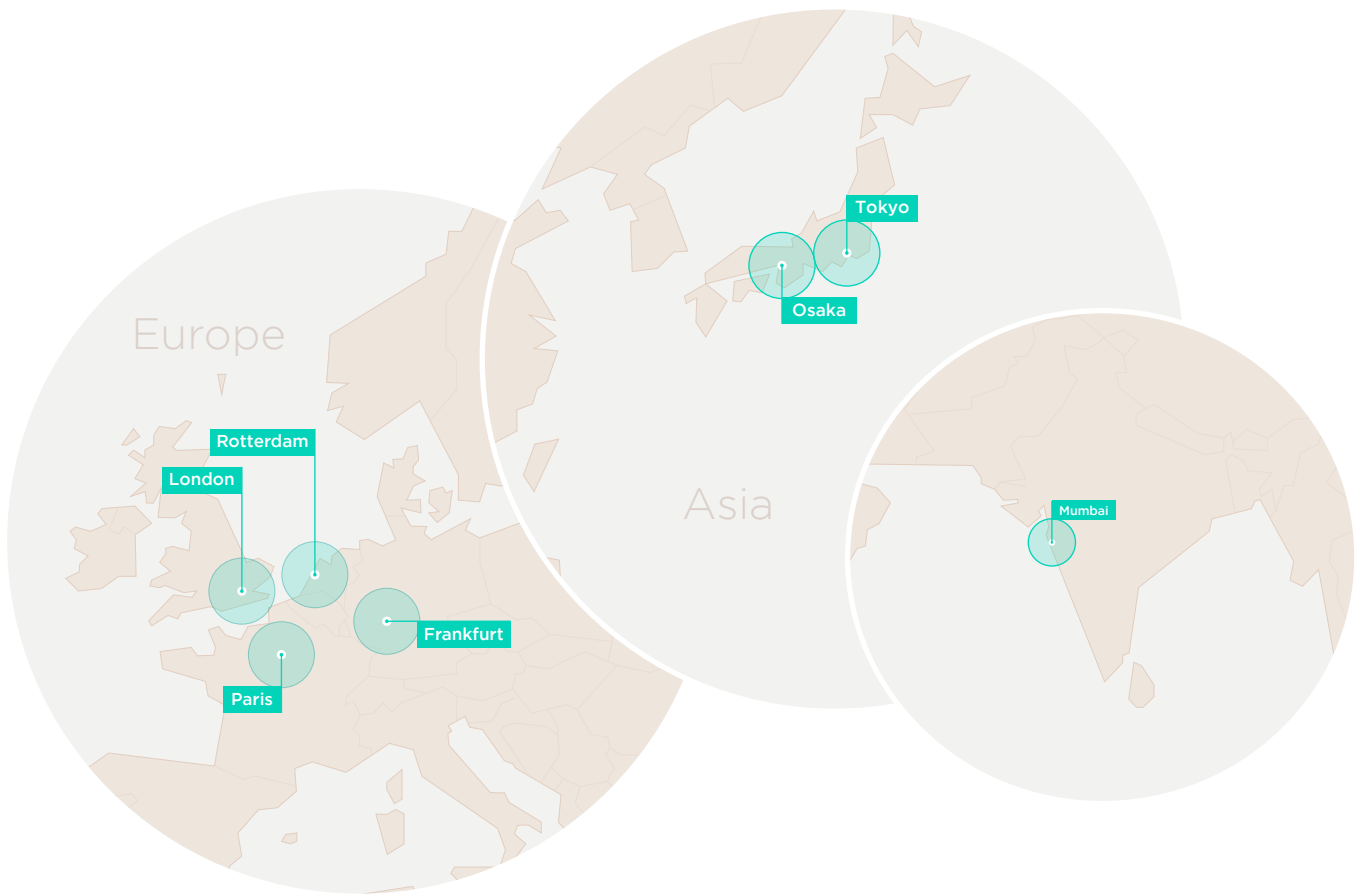 Europe
Rotterdam
London
Frankfurt
Paris
Tokyo
Osaka
Asia
Mumbai